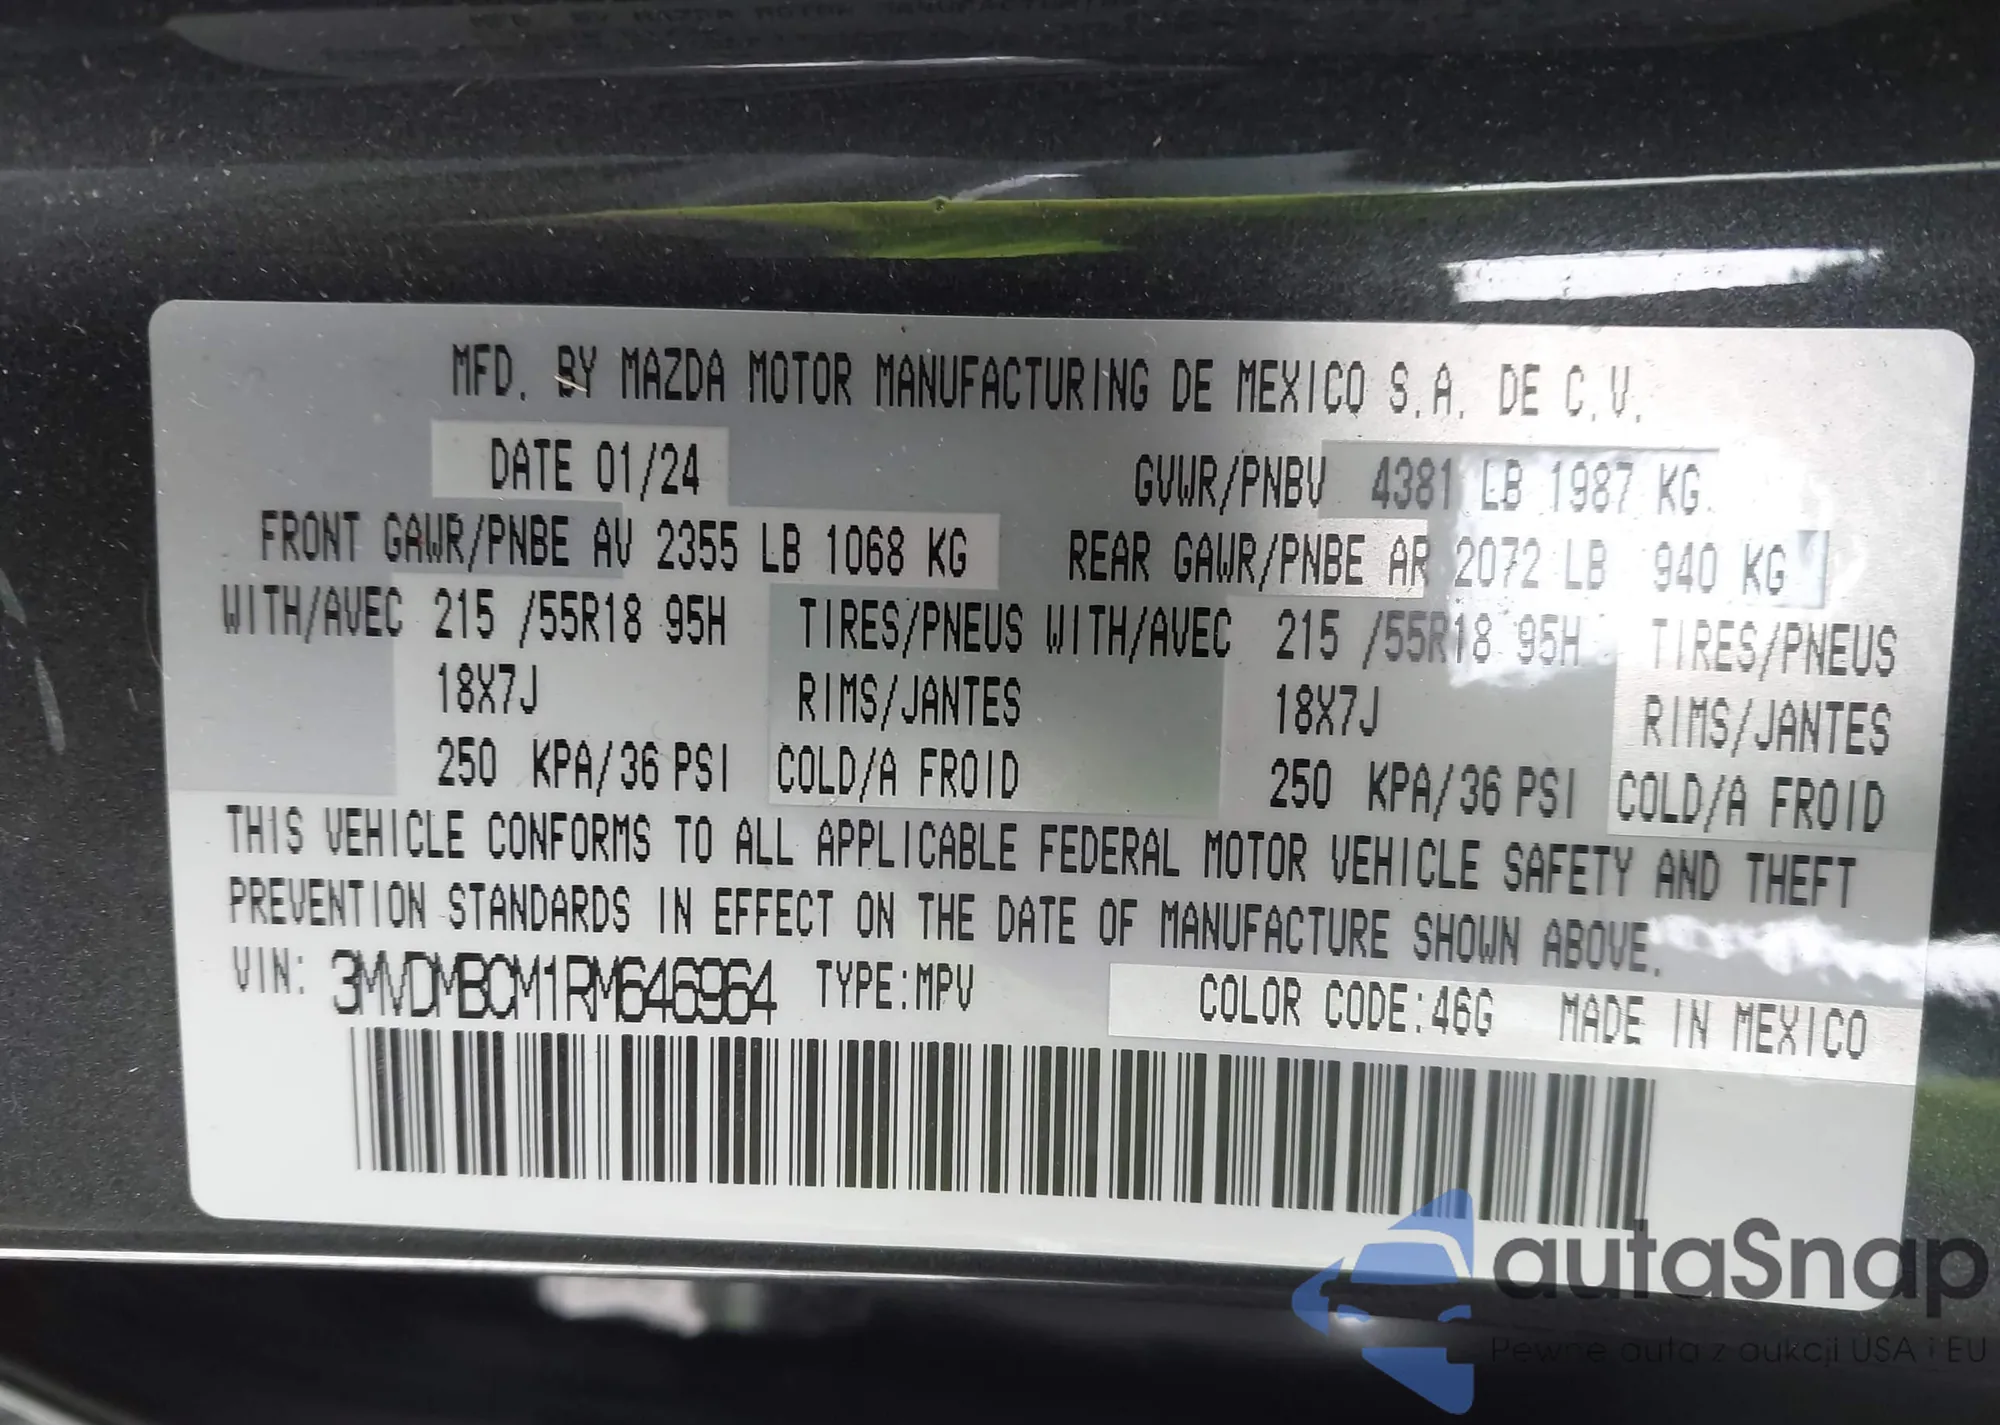 MFD. BY MAZDA MOTOR MANUFACTURING DE MEXICO S.A. DE C.V.
DATE 01/24 GVWR/PNBV 4381 LB 1987 KG
FRONT GAWR/PNBE AV 2355 LB 1068 KG REAR GAWR/PNBE AR 2072 LB 940 KG
WITH/AVEC 215 /55R18 95H TIRES/PNEUS WITH/AVEC 215 /55R18 95H TIRES/PNEUS
18X7J RIMS/JANTES 18X7J RIMS/JANTES
250 KPA/36 PSI COLD/A FROID 250 KPA/36 PSI COLD/A FROID
THIS VEHICLE CONFORMS TO ALL APPLICABLE FEDERAL MOTOR VEHICLE SAFETY AND THEFT
PREVENTION STANDARDS IN EFFECT ON THE DATE OF MANUFACTURE SHOWN ABOVE.
VIN: 3MVDMBCM1RM646964 TYPE:MPV COLOR CODE:46G MADE IN MEXICO
autaSnap
Pewne auta z aukcji USA i EU